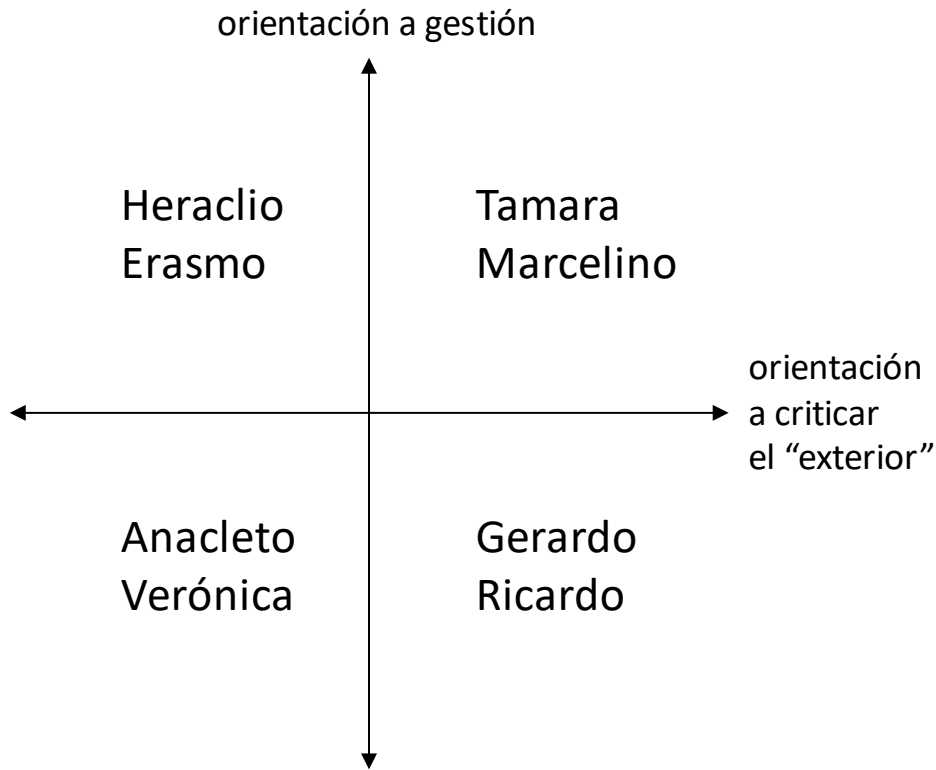 orientación a gestión
Heraclio
Erasmo
Tamara
Marcelino
orientación
a criticar
el “exterior”
Anacleto
Verónica
Gerardo
Ricardo